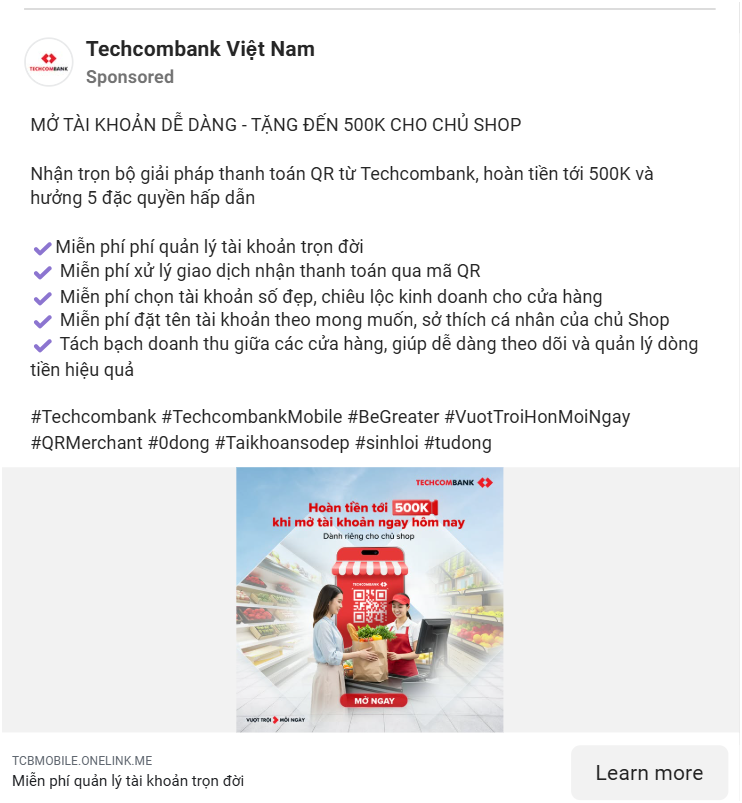 Techcombank Việt Nam
TECHCOMBANK
Sponsored
MỞ TÀI KHOẢN DỄ DÀNG - TẶNG ĐẾN 500K CHO CHỦ SHOP
Nhận trọn bộ giải pháp thanh toán QR từ Techcombank, hoàn tiền tới 500K và
hưởng 5 đặc quyền hấp dẫn
Miễn phí phí quản lý tài khoản trọn đời
Miễn phí xử lý giao dịch nhận thanh toán qua mã QR
Miễn phí chọn tài khoản số đẹp, chiêu lộc kinh doanh cho cửa hàng
Miễn phí đặt tên tài khoản theo mong muốn, sở thích cá nhân của chủ Shop
Tách bạch doanh thu giữa các cửa hàng, giúp dễ dàng theo dõi và quản lý dòng
tiền hiệu quả
#Techcombank #TechcombankMobile #BeGreater #VuotTroiHonMoiNgay
#QRMerchant #0dong #Taikhoansodep #sinhloi #tudong
TECHCOMBANK
Hoàn tiền tới 500K
khi mở tài khoản ngay hôm nay
Dành riêng cho chủ shop
TECHCOMBANK
MỞ NGAY
VƯỢT TRỘI MỖI NGÀY
TCBMOBILE.ONELINK.ME
Miễn phí quản lý tài khoản trọn đời
Learn more